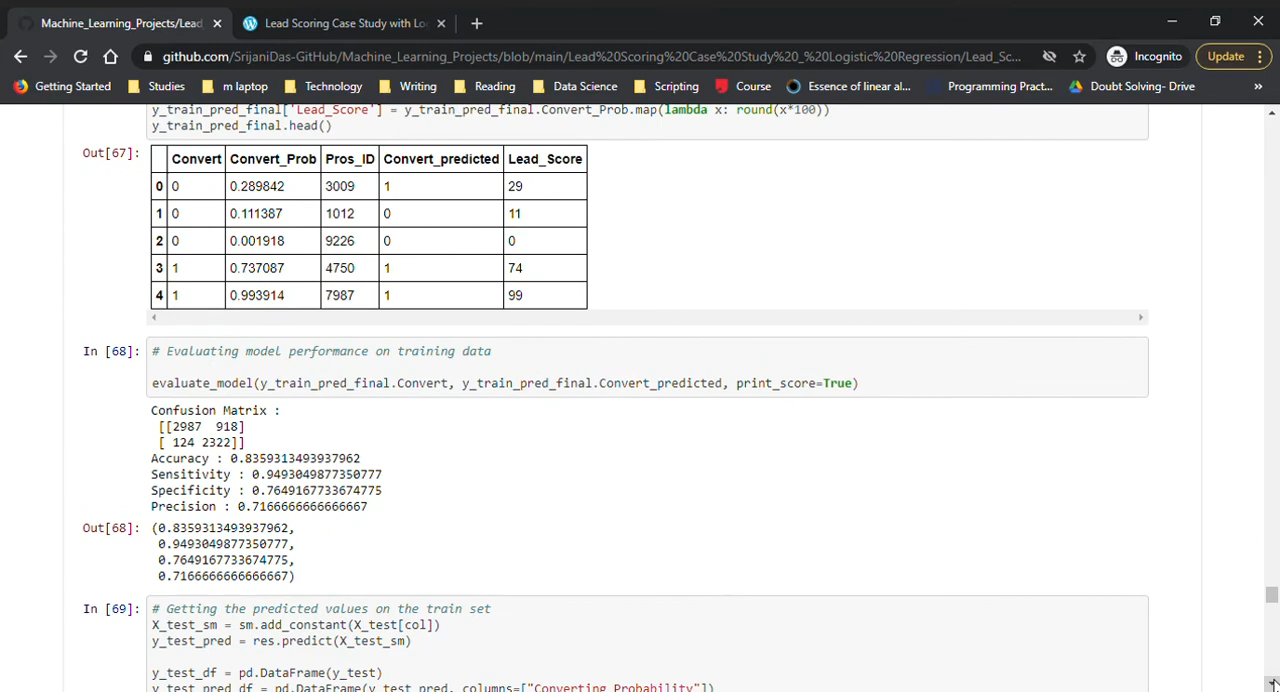 Machine_Learning_Projects/Lead
Lead Scoring Case Study with Lo
github.com/SrijaniDas-GitHub/Machine_Learning_Projects/blob/main/Lead%20Scoring%20Case%20Study%20_%20Logistic%20Regression/Lead_Sc...
Incognito
Update
Getting Started
Studies
m laptop
Technology
Writing
Reading
Data Science
Scripting
Course
Essence of linear al...
Programming Pract...
Doubt Solving- Drive
»
y_train_pred_final['Lead_Score'] = y_train_pred_final.Convert_Prob.map(lambda x: round(x*100))
y_train_pred_final.head()
Out[67]:
Convert Convert_Prob Pros_ID Convert_predicted Lead_Score
0 0 0.289842 3009 1 29
1 0 0.111387 1012 0 11
2 0 0.001918 9226 0 0
3 1 0.737087 4750 1 74
4 1 0.993914 7987 1 99
In [68]: # Evaluating model performance on training data
evaluate_model(y_train_pred_final.Convert, y_train_pred_final.Convert_predicted, print_score=True)
Confusion Matrix :
[[2987 918]
[ 124 2322]]
Accuracy : 0.8359313493937962
Sensitivity : 0.9493049877350777
Specificity : 0.7649167733674775
Precision : 0.7166666666666667
Out[68]: (0.8359313493937962,
0.9493049877350777,
0.7649167733674775,
0.7166666666666667)
In [69]: # Getting the predicted values on the train set
X_test_sm = sm.add_constant(X_test[col])
y_test_pred = res.predict(X_test_sm)
y_test_df = pd.DataFrame(y_test)
y_test_pred_df = pd.DataFrame(y_test_pred, columns=["Converting_Probability"])